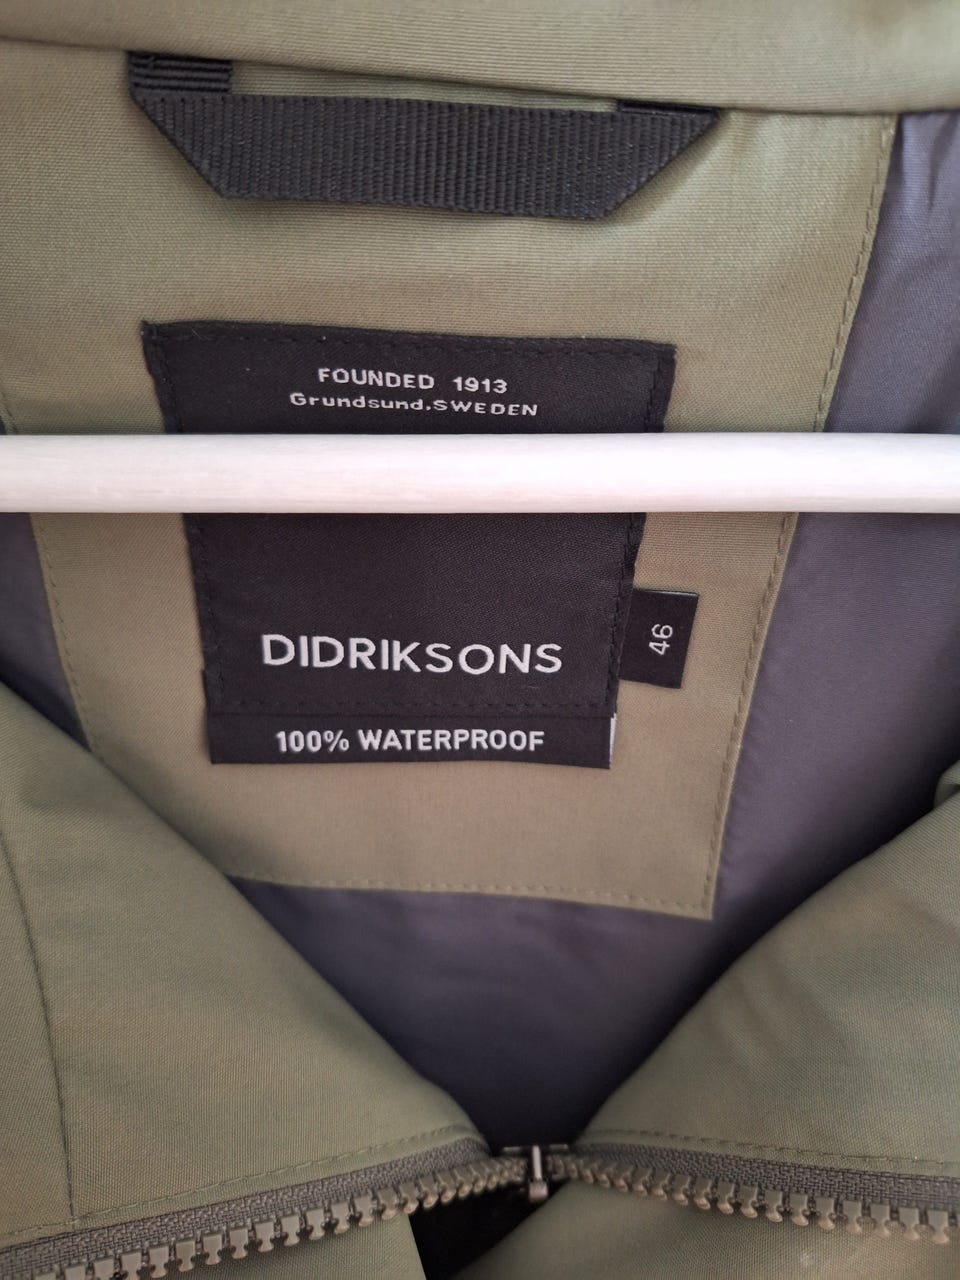 FOUNDED 1913
Grundsund.SWEDEN
DIDRIKSONS
46
100% WATERPROOF